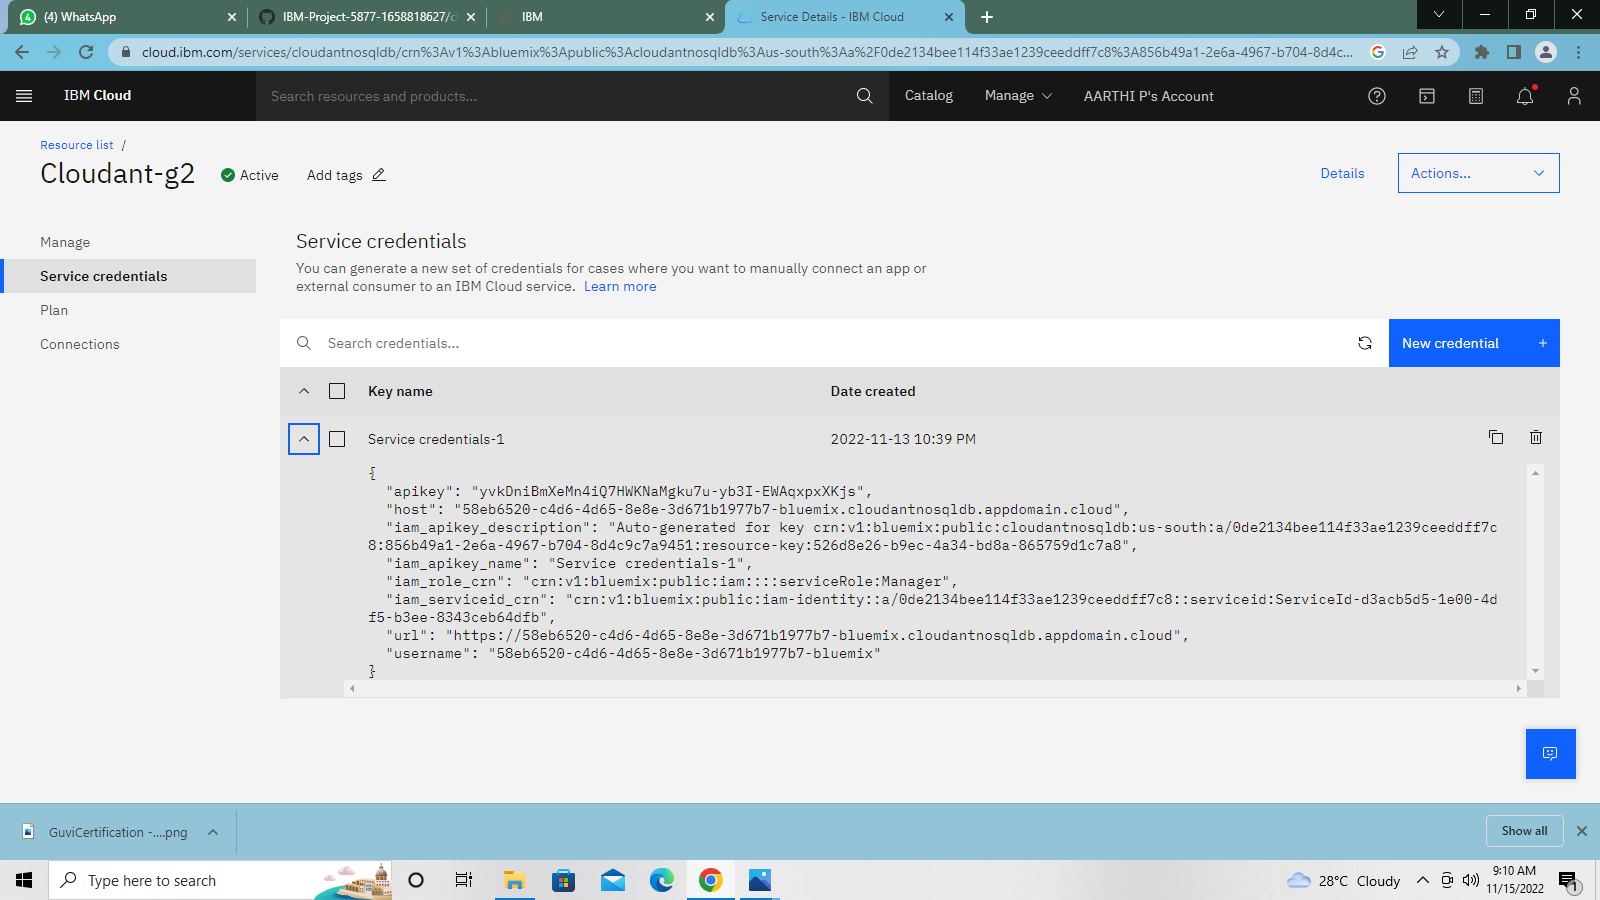 (4) WhatsApp
IBM-Project-5877-1658818627/cl
IBM
Service Details - IBM Cloud
cloud.ibm.com/services/cloudantnosqldb/crn%3Av1%3Abluemix%3Apublic%3Acloudantnosqldb%3Aus-south%3Aa%2F0de2134bee114f33ae1239ceeddff7c8%3A856b49a1-2e6a-4967-b704-8d4c...
IBM Cloud
Search resources and products...
Catalog
Manage
AARTHI P's Account
Resource list /
Cloudant-g2
Active
Add tags
Details
Actions...
Manage
Service credentials
Plan
Connections
Service credentials
You can generate a new set of credentials for cases where you want to manually connect an app or
external consumer to an IBM Cloud service. Learn more
Search credentials...
New credential +
Key name
Date created
Service credentials-1
2022-11-13 10:39 PM
{
"apikey": "yvkDniBmXeMn4iQ7HWKNaMgku7u-yb3I-EWAqxpxXKjs",
"host": "58eb6520-c4d6-4d65-8e8e-3d671b1977b7-bluemix.cloudantnosqldb.appdomain.cloud",
"iam_apikey_description": "Auto-generated for key crn:v1:bluemix:public:cloudantnosqldb:us-south:a/0de2134bee114f33ae1239ceeddff7c
8:856b49a1-2e6a-4967-b704-8d4c9c7a9451:resource-key:526d8e26-b9ec-4a34-bd8a-865759d1c7a8",
"iam_apikey_name": "Service credentials-1",
"iam_role_crn": "crn:v1:bluemix:public:iam::::serviceRole:Manager",
"iam_serviceid_crn": "crn:v1:bluemix:public:iam-identity::a/0de2134bee114f33ae1239ceeddff7c8::serviceid:ServiceId-d3acb5d5-1e00-4d
f5-b3ee-8343ceb64dfb",
"url": "https://58eb6520-c4d6-4d65-8e8e-3d671b1977b7-bluemix.cloudantnosqldb.appdomain.cloud",
"username": "58eb6520-c4d6-4d65-8e8e-3d671b1977b7-bluemix"
}
GuviCertification -....png
Show all
Type here to search
28°C Cloudy
9:10 AM
11/15/2022
1